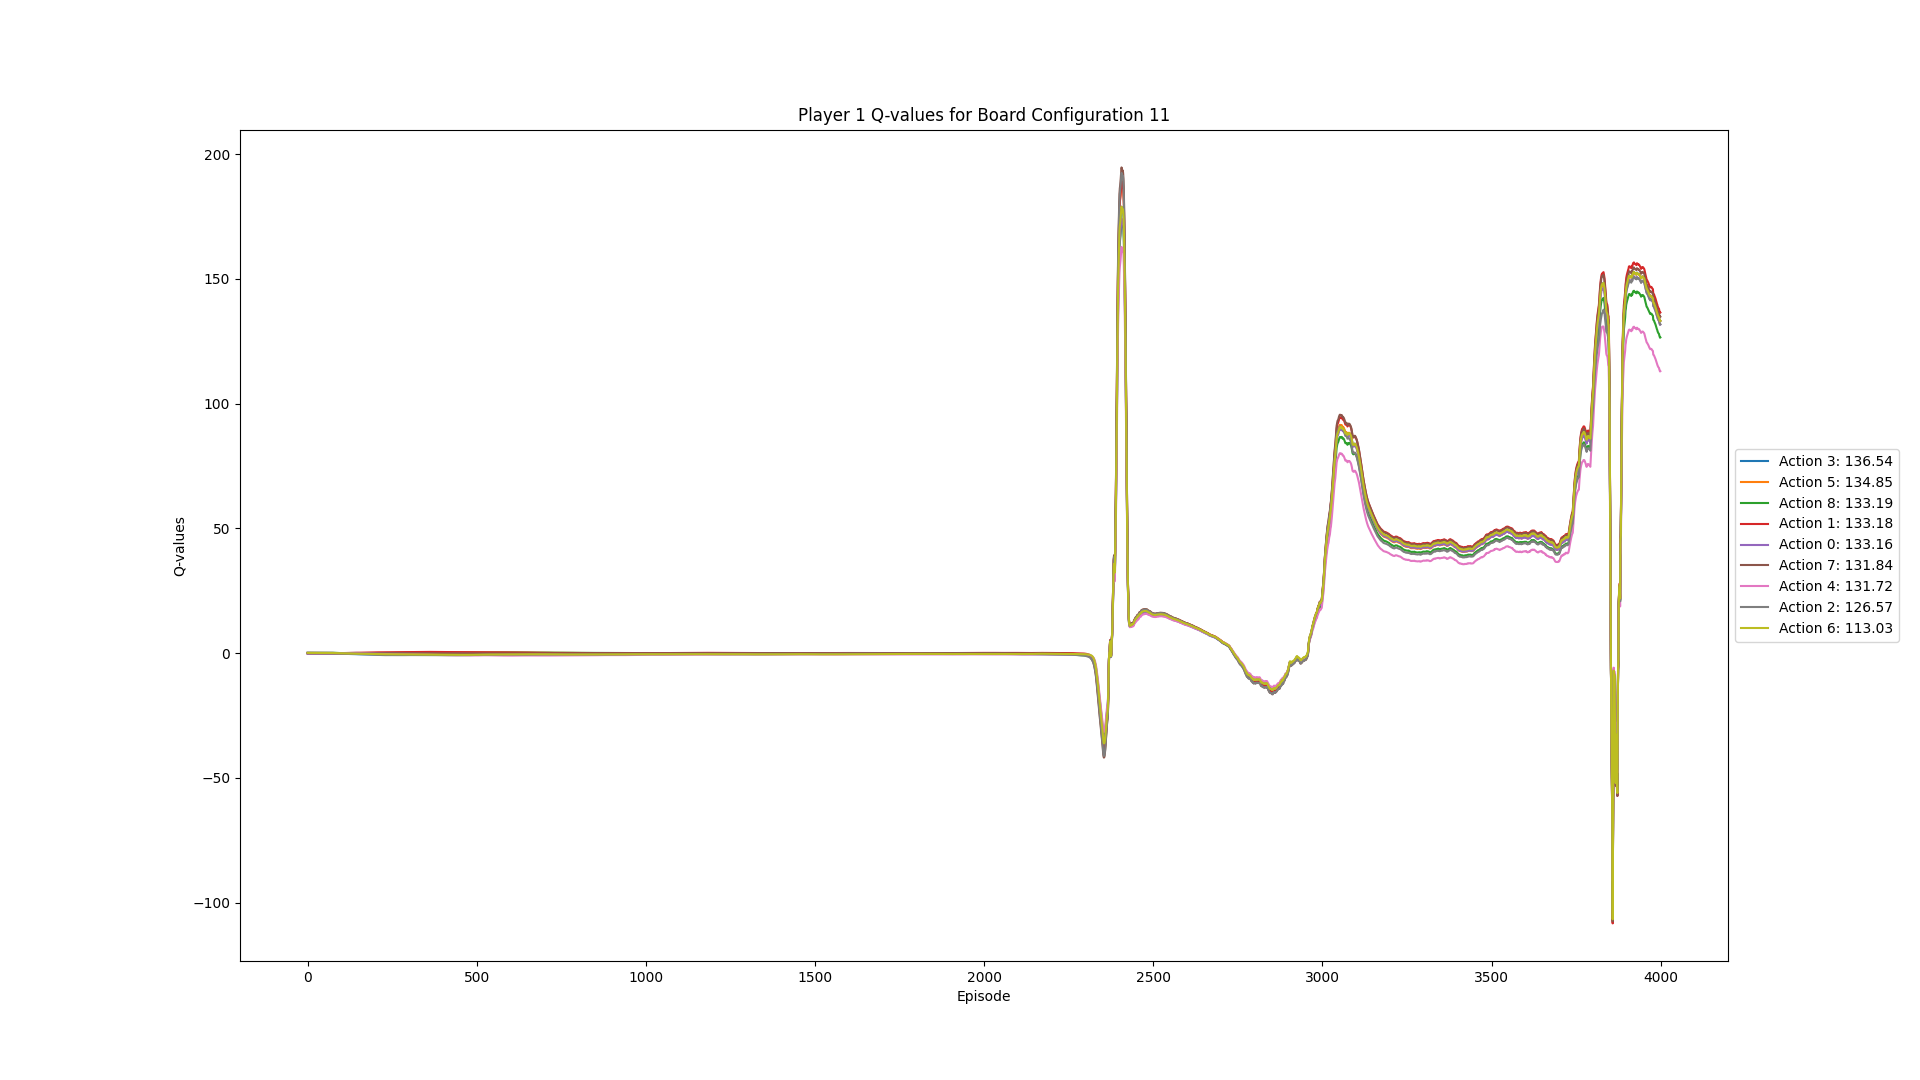 Player 1 Q-values for Board Configuration 11
200
150
100
50
0
−50
−100
Q-values
0
500
1000
1500
2000
2500
3000
3500
4000
Episode
Action 3: 136.54
Action 5: 134.85
Action 8: 133.19
Action 1: 133.18
Action 0: 133.16
Action 7: 131.84
Action 4: 131.72
Action 2: 126.57
Action 6: 113.03